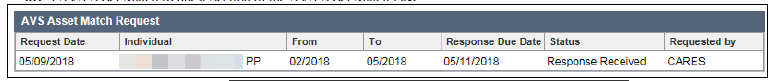 AVS Asset Match Request
Request Date Individual From To Response Due Date Status Requested by
05/09/2018 PP 02/2018 05/2018 05/11/2018 Response Received CARES